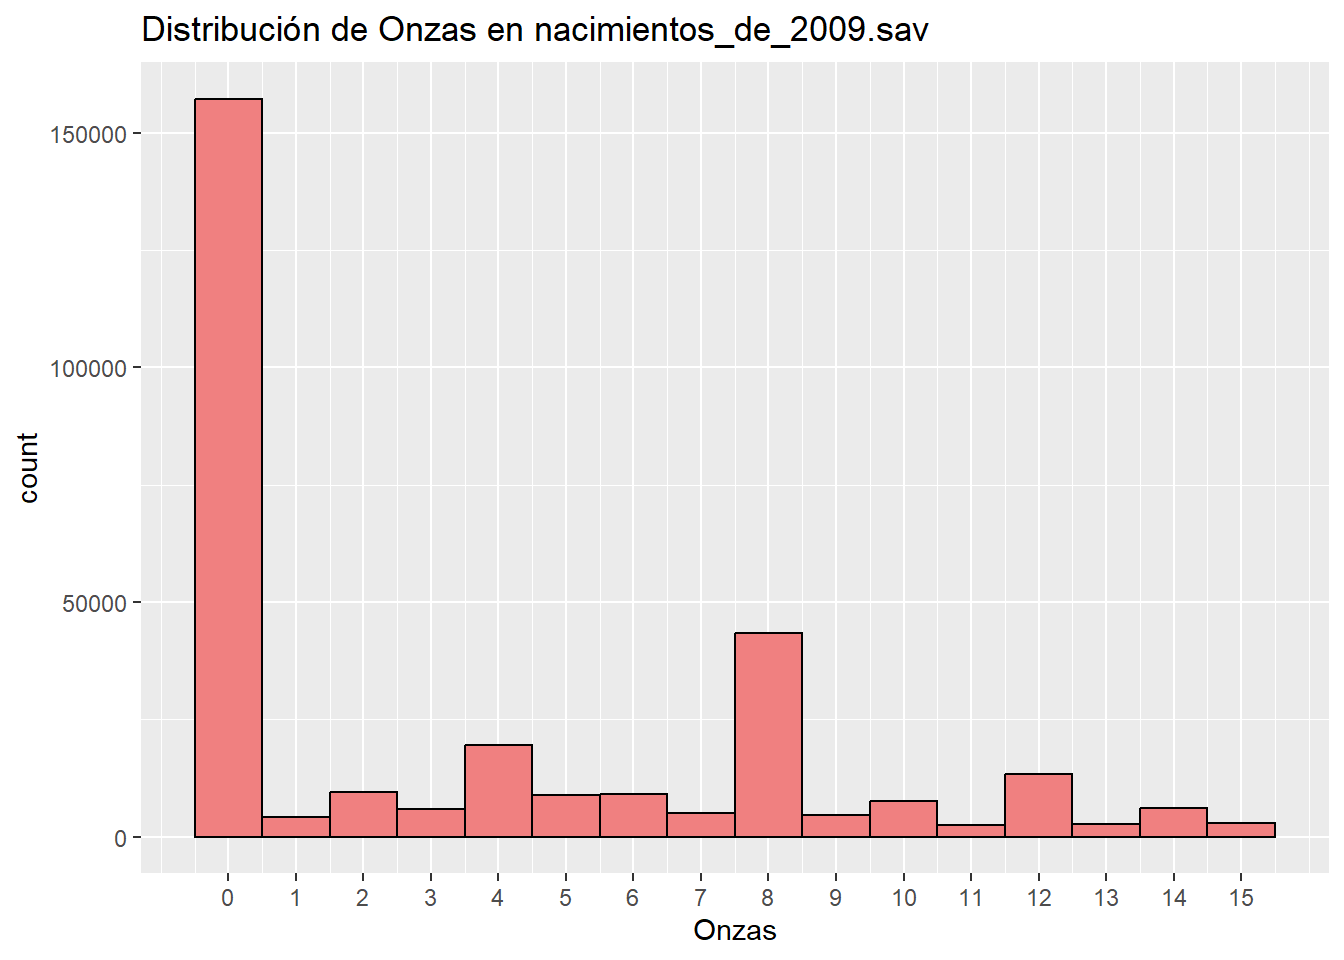 Distribución de Onzas en nacimientos_de_2009.sav
150000
100000
50000
0
count
0 1 2 3 4 5 6 7 8 9 10 11 12 13 14 15
Onzas